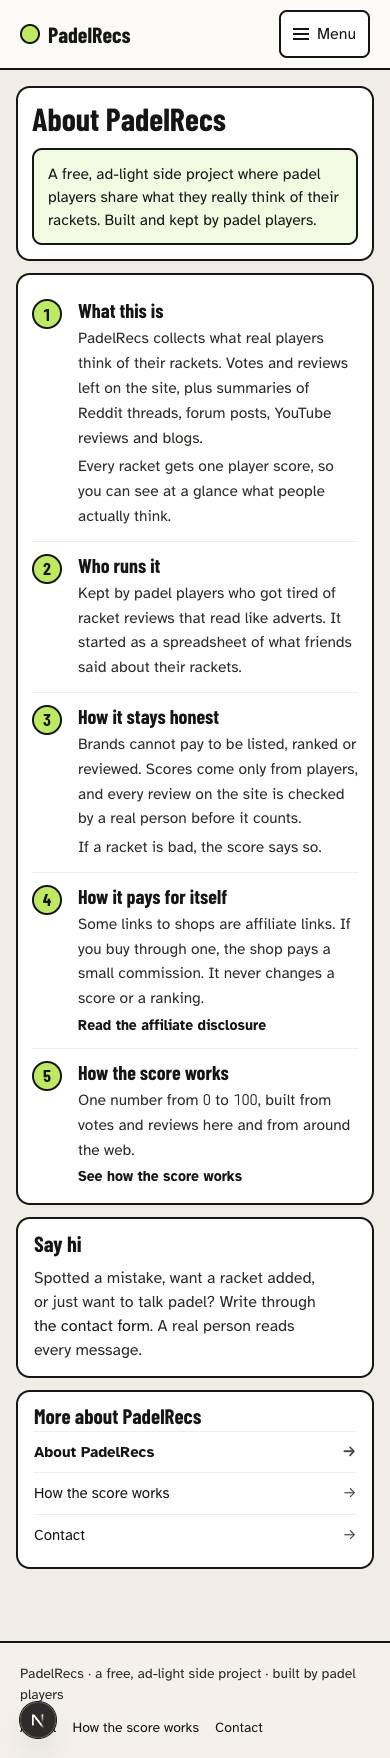 PadelRecs
Menu
About PadelRecs
A free, ad-light side project where padel
players share what they really think of their
rackets. Built and kept by padel players.
1
What this is
PadelRecs collects what real players
think of their rackets. Votes and reviews
left on the site, plus summaries of
Reddit threads, forum posts, YouTube
reviews and blogs.
Every racket gets one player score, so
you can see at a glance what people
actually think.
2
Who runs it
Kept by padel players who got tired of
racket reviews that read like adverts. It
started as a spreadsheet of what friends
said about their rackets.
3
How it stays honest
Brands cannot pay to be listed, ranked or
reviewed. Scores come only from players,
and every review on the site is checked
by a real person before it counts.
If a racket is bad, the score says so.
4
How it pays for itself
Some links to shops are affiliate links. If
you buy through one, the shop pays a
small commission. It never changes a
score or a ranking.
Read the affiliate disclosure
5
How the score works
One number from 0 to 100, built from
votes and reviews here and from around
the web.
See how the score works
Say hi
Spotted a mistake, want a racket added,
or just want to talk padel? Write through
the contact form. A real person reads
every message.
More about PadelRecs
About PadelRecs →
How the score works →
Contact →
PadelRecs · a free, ad-light side project · built by padel
players
N
How the score works Contact